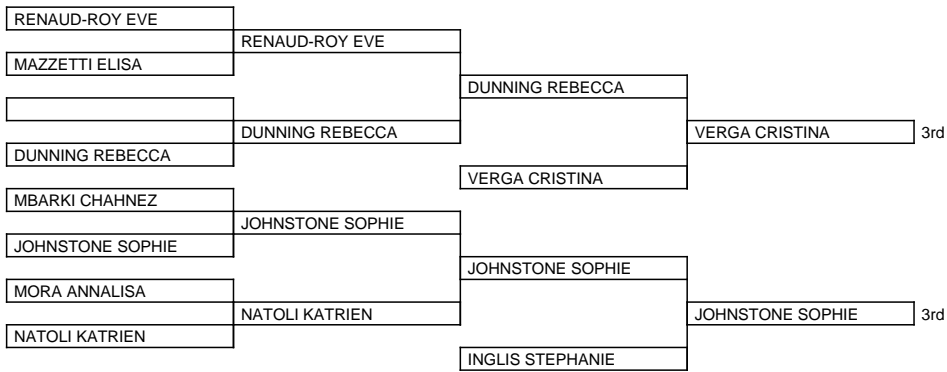 RENAUD-ROY EVE
RENAUD-ROY EVE
MAZZETTI ELISA
DUNNING REBECCA
DUNNING REBECCA
VERGA CRISTINA 3rd
DUNNING REBECCA
VERGA CRISTINA
MBARKI CHAHNEZ
JOHNSTONE SOPHIE
JOHNSTONE SOPHIE
JOHNSTONE SOPHIE
MORA ANNALISA
NATOLI KATRIEN
JOHNSTONE SOPHIE 3rd
NATOLI KATRIEN
INGLIS STEPHANIE